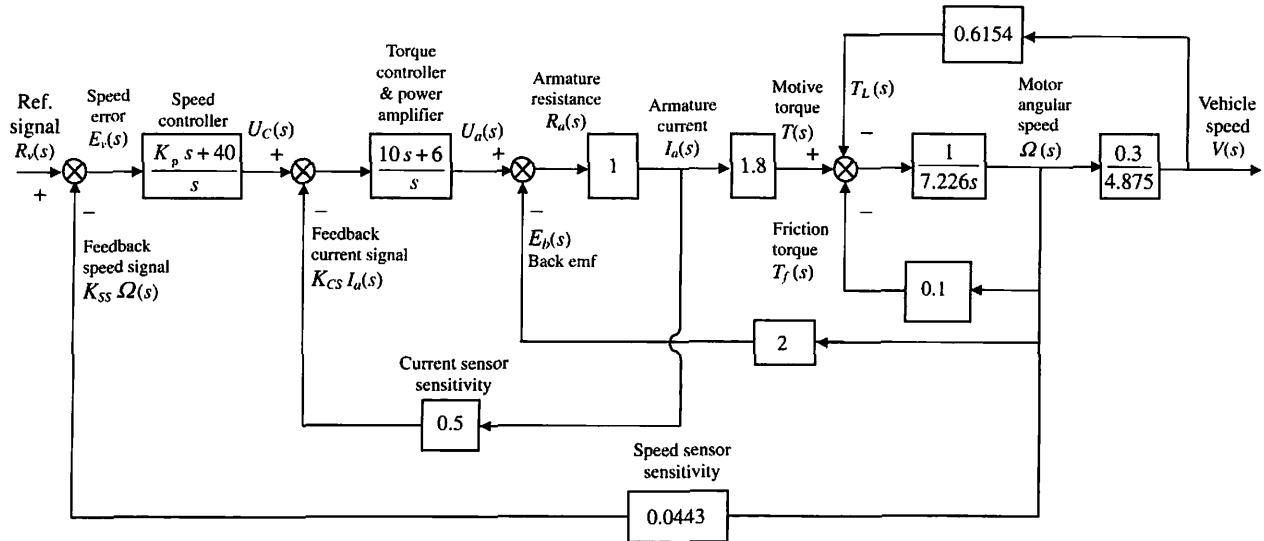 0.6154
Torque
controller
& power
amplifier
Ref.
signal
R_v(s)
+
Speed
error
E_v(s)
Speed
controller
U_C(s)
+
U_a(s)
+
Armature
resistance
R_a(s)
Armature
current
I_a(s)
Motive
torque
T(s)
+
T_L(s)
−
Motor
angular
speed
Ω(s)
Vehicle
speed
V(s)
K_p s + 40
s
10 s + 6
s
1
1.8
1
7.226s
0.3
4.875
−
Feedback
speed signal
K_SS Ω(s)
−
Feedback
current signal
K_CS I_a(s)
−
E_b(s)
Back emf
−
Friction
torque
T_f(s)
0.1
2
Current sensor
sensitivity
0.5
Speed sensor
sensitivity
0.0443